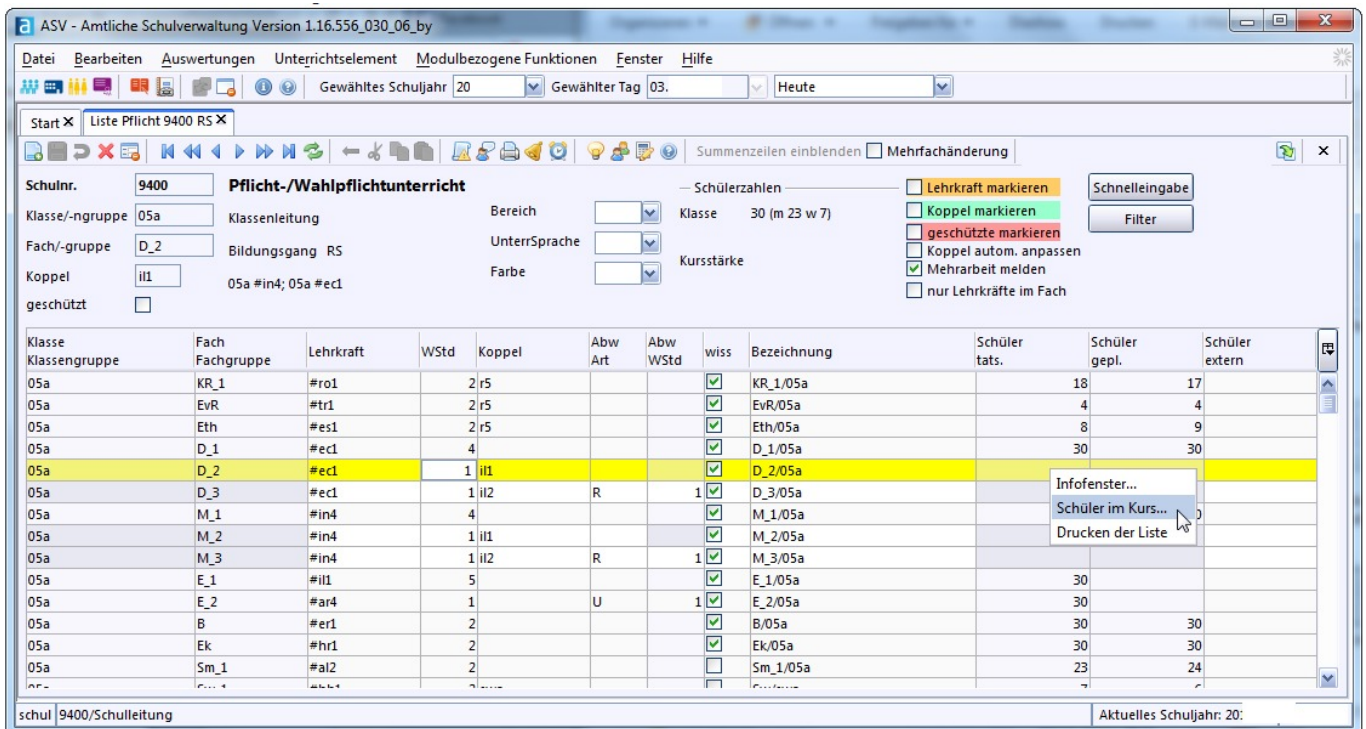 ASV - Amtliche Schulverwaltung Version 1.16.556_030_06_by
Datei Bearbeiten Auswertungen Unterrichtselement Modulbezogene Funktionen Fenster Hilfe
Gewähltes Schuljahr 20 Gewählter Tag 03. Heute
Start Liste Pflicht 9400 RS
Summenzeilen einblenden Mehrfachänderung
Schulnr. 9400 Pflicht-/Wahlpflichtunterricht Schülerzahlen Lehrkraft markieren Schnelleingabe
Klasse/-ngruppe 05a Klassenleitung Bereich Klasse 30 (m 23 w 7) Koppel markieren Filter
Fach/-gruppe D_2 Bildungsgang RS UnterrSprache geschützte markieren
Kursstärke Koppel autom. anpassen
Koppel il1 05a #in4; 05a #ec1 Farbe Mehrarbeit melden
geschützt nur Lehrkräfte im Fach
Klasse Fach Lehrkraft WStd Koppel Abw Abw wiss Bezeichnung Schüler Schüler Schüler
Klassengruppe Fachgruppe Art WStd tats. gepl. extern
05a KR_1 #ro1 2 r5 KR_1/05a 18 17
05a EvR #tr1 2 r5 EvR/05a 4 4
05a Eth #es1 2 r5 Eth/05a 8 9
05a D_1 #ec1 4 D_1/05a 30 30
05a D_2 #ec1 1 il1 D_2/05a
05a D_3 #ec1 1 il2 R 1 D_3/05a
05a M_1 #in4 4 M_1/05a
05a M_2 #in4 1 il1 M_2/05a
05a M_3 #in4 1 il2 R 1 M_3/05a
05a E_1 #il1 5 E_1/05a 30
05a E_2 #ar4 1 U 1 E_2/05a 30
05a B #er1 2 B/05a 30 30
05a Ek #hr1 2 Ek/05a 30 30
05a Sm_1 #al2 2 Sm_1/05a 23 24
Infofenster...
Schüler im Kurs...
Drucken der Liste
schul 9400/Schulleitung Aktuelles Schuljahr: 20